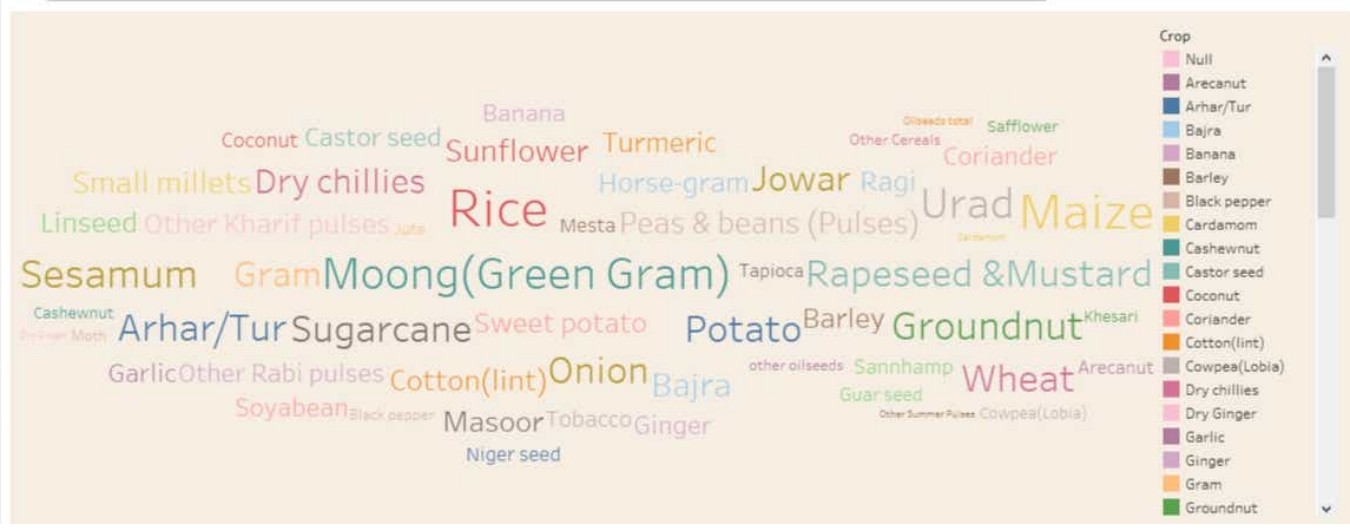 Banana
Oilseeds total
Safflower
Coconut
Castor seed
Sunflower
Turmeric
Other Cereals
Coriander
Small millets
Dry chillies
Horse-gram
Jowar
Ragi
Rice
Urad
Maize
Linseed
Other Kharif pulses
Jute
Mesta
Peas & beans (Pulses)
Cardamom
Sesamum
Gram
Moong(Green Gram)
Tapioca
Rapeseed &Mustard
Cashewnut
Moth
Arhar/Tur
Sugarcane
Sweet potato
Potato
Barley
Groundnut
Khesari
Garlic
Other Rabi pulses
Cotton(lint)
Onion
Bajra
other oilseeds
Sannhamp
Wheat
Arecanut
Guar seed
Soyabean
Black pepper
Masoor
Tobacco
Ginger
Other Summer Pulses
Cowpea(Lobia)
Niger seed
Crop
Null
Arecanut
Arhar/Tur
Bajra
Banana
Barley
Black pepper
Cardamom
Cashewnut
Castor seed
Coconut
Coriander
Cotton(lint)
Cowpea(Lobia)
Dry chillies
Dry Ginger
Garlic
Ginger
Gram
Groundnut